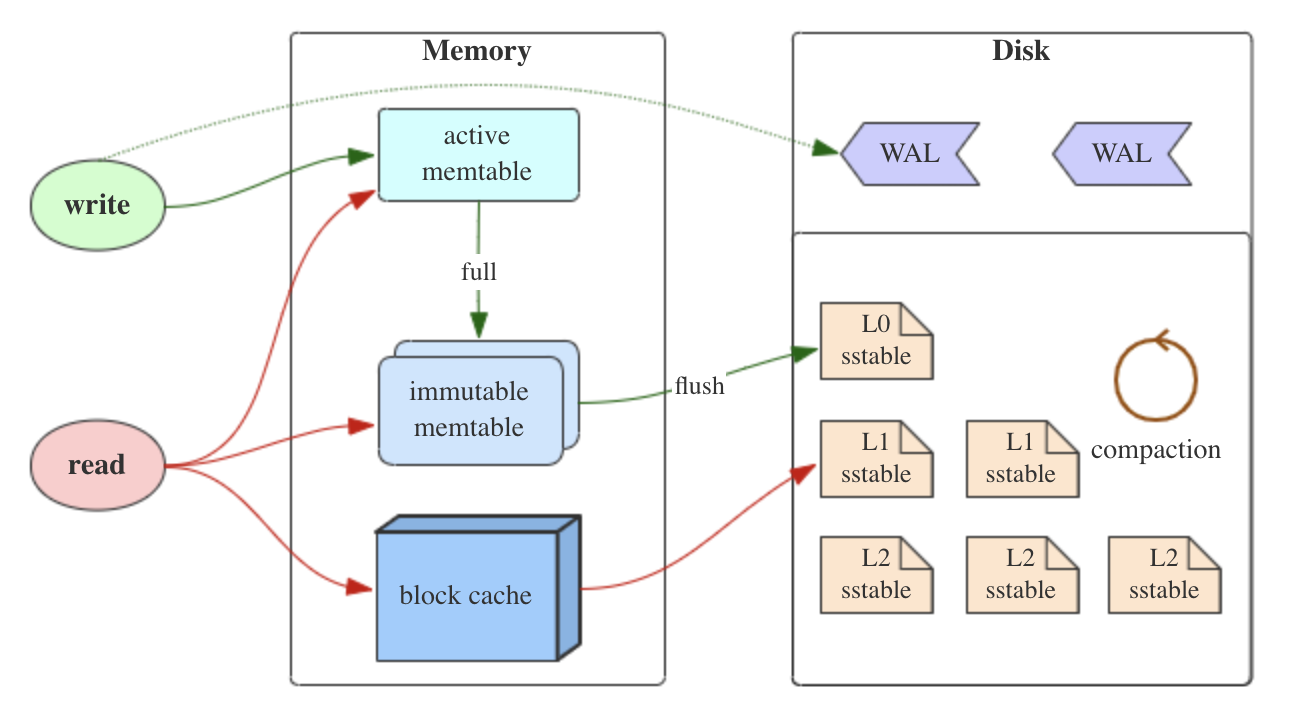 Memory
Disk
active
memtable
WAL
WAL
write
full
L0
sstable
immutable
memtable
flush
read
L1
sstable
L1
sstable
compaction
block cache
L2
sstable
L2
sstable
L2
sstable